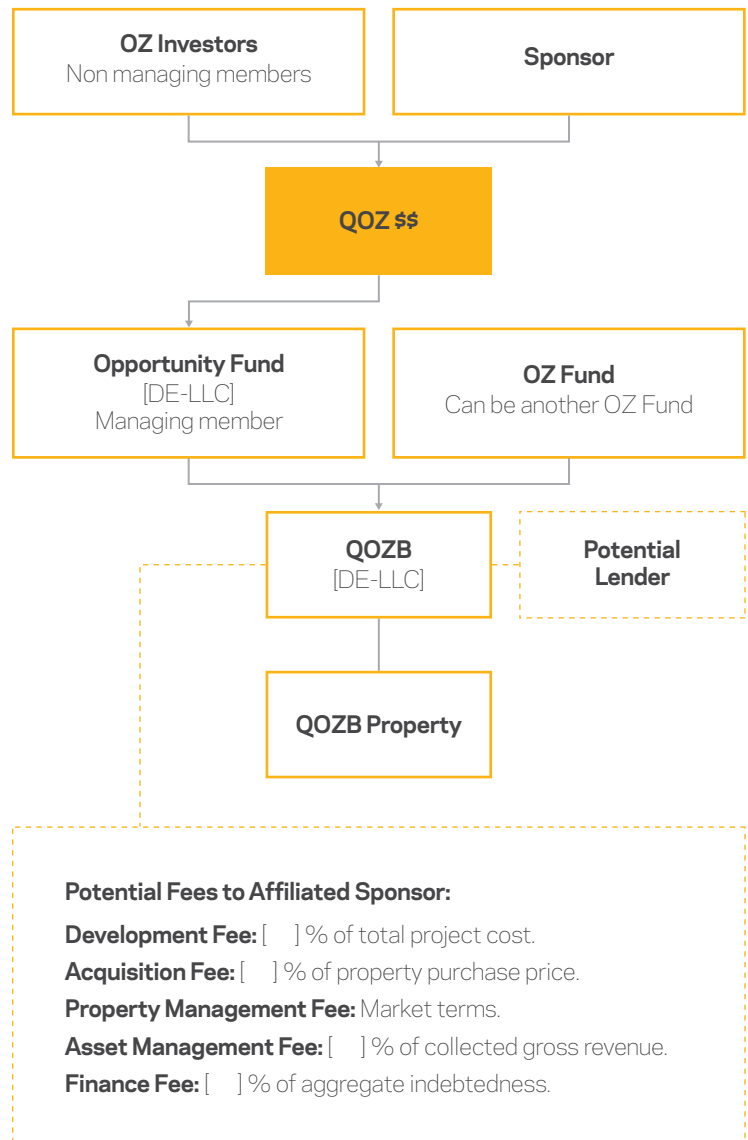 OZ Investors
Non managing members
Sponsor
QOZ $$
Opportunity Fund
[DE-LLC]
Managing member
OZ Fund
Can be another OZ Fund
QOZB
[DE-LLC]
Potential
Lender
QOZB Property
Potential Fees to Affiliated Sponsor:
Development Fee: [ ] % of total project cost.
Acquisition Fee: [ ] % of property purchase price.
Property Management Fee: Market terms.
Asset Management Fee: [ ] % of collected gross revenue.
Finance Fee: [ ] % of aggregate indebtedness.